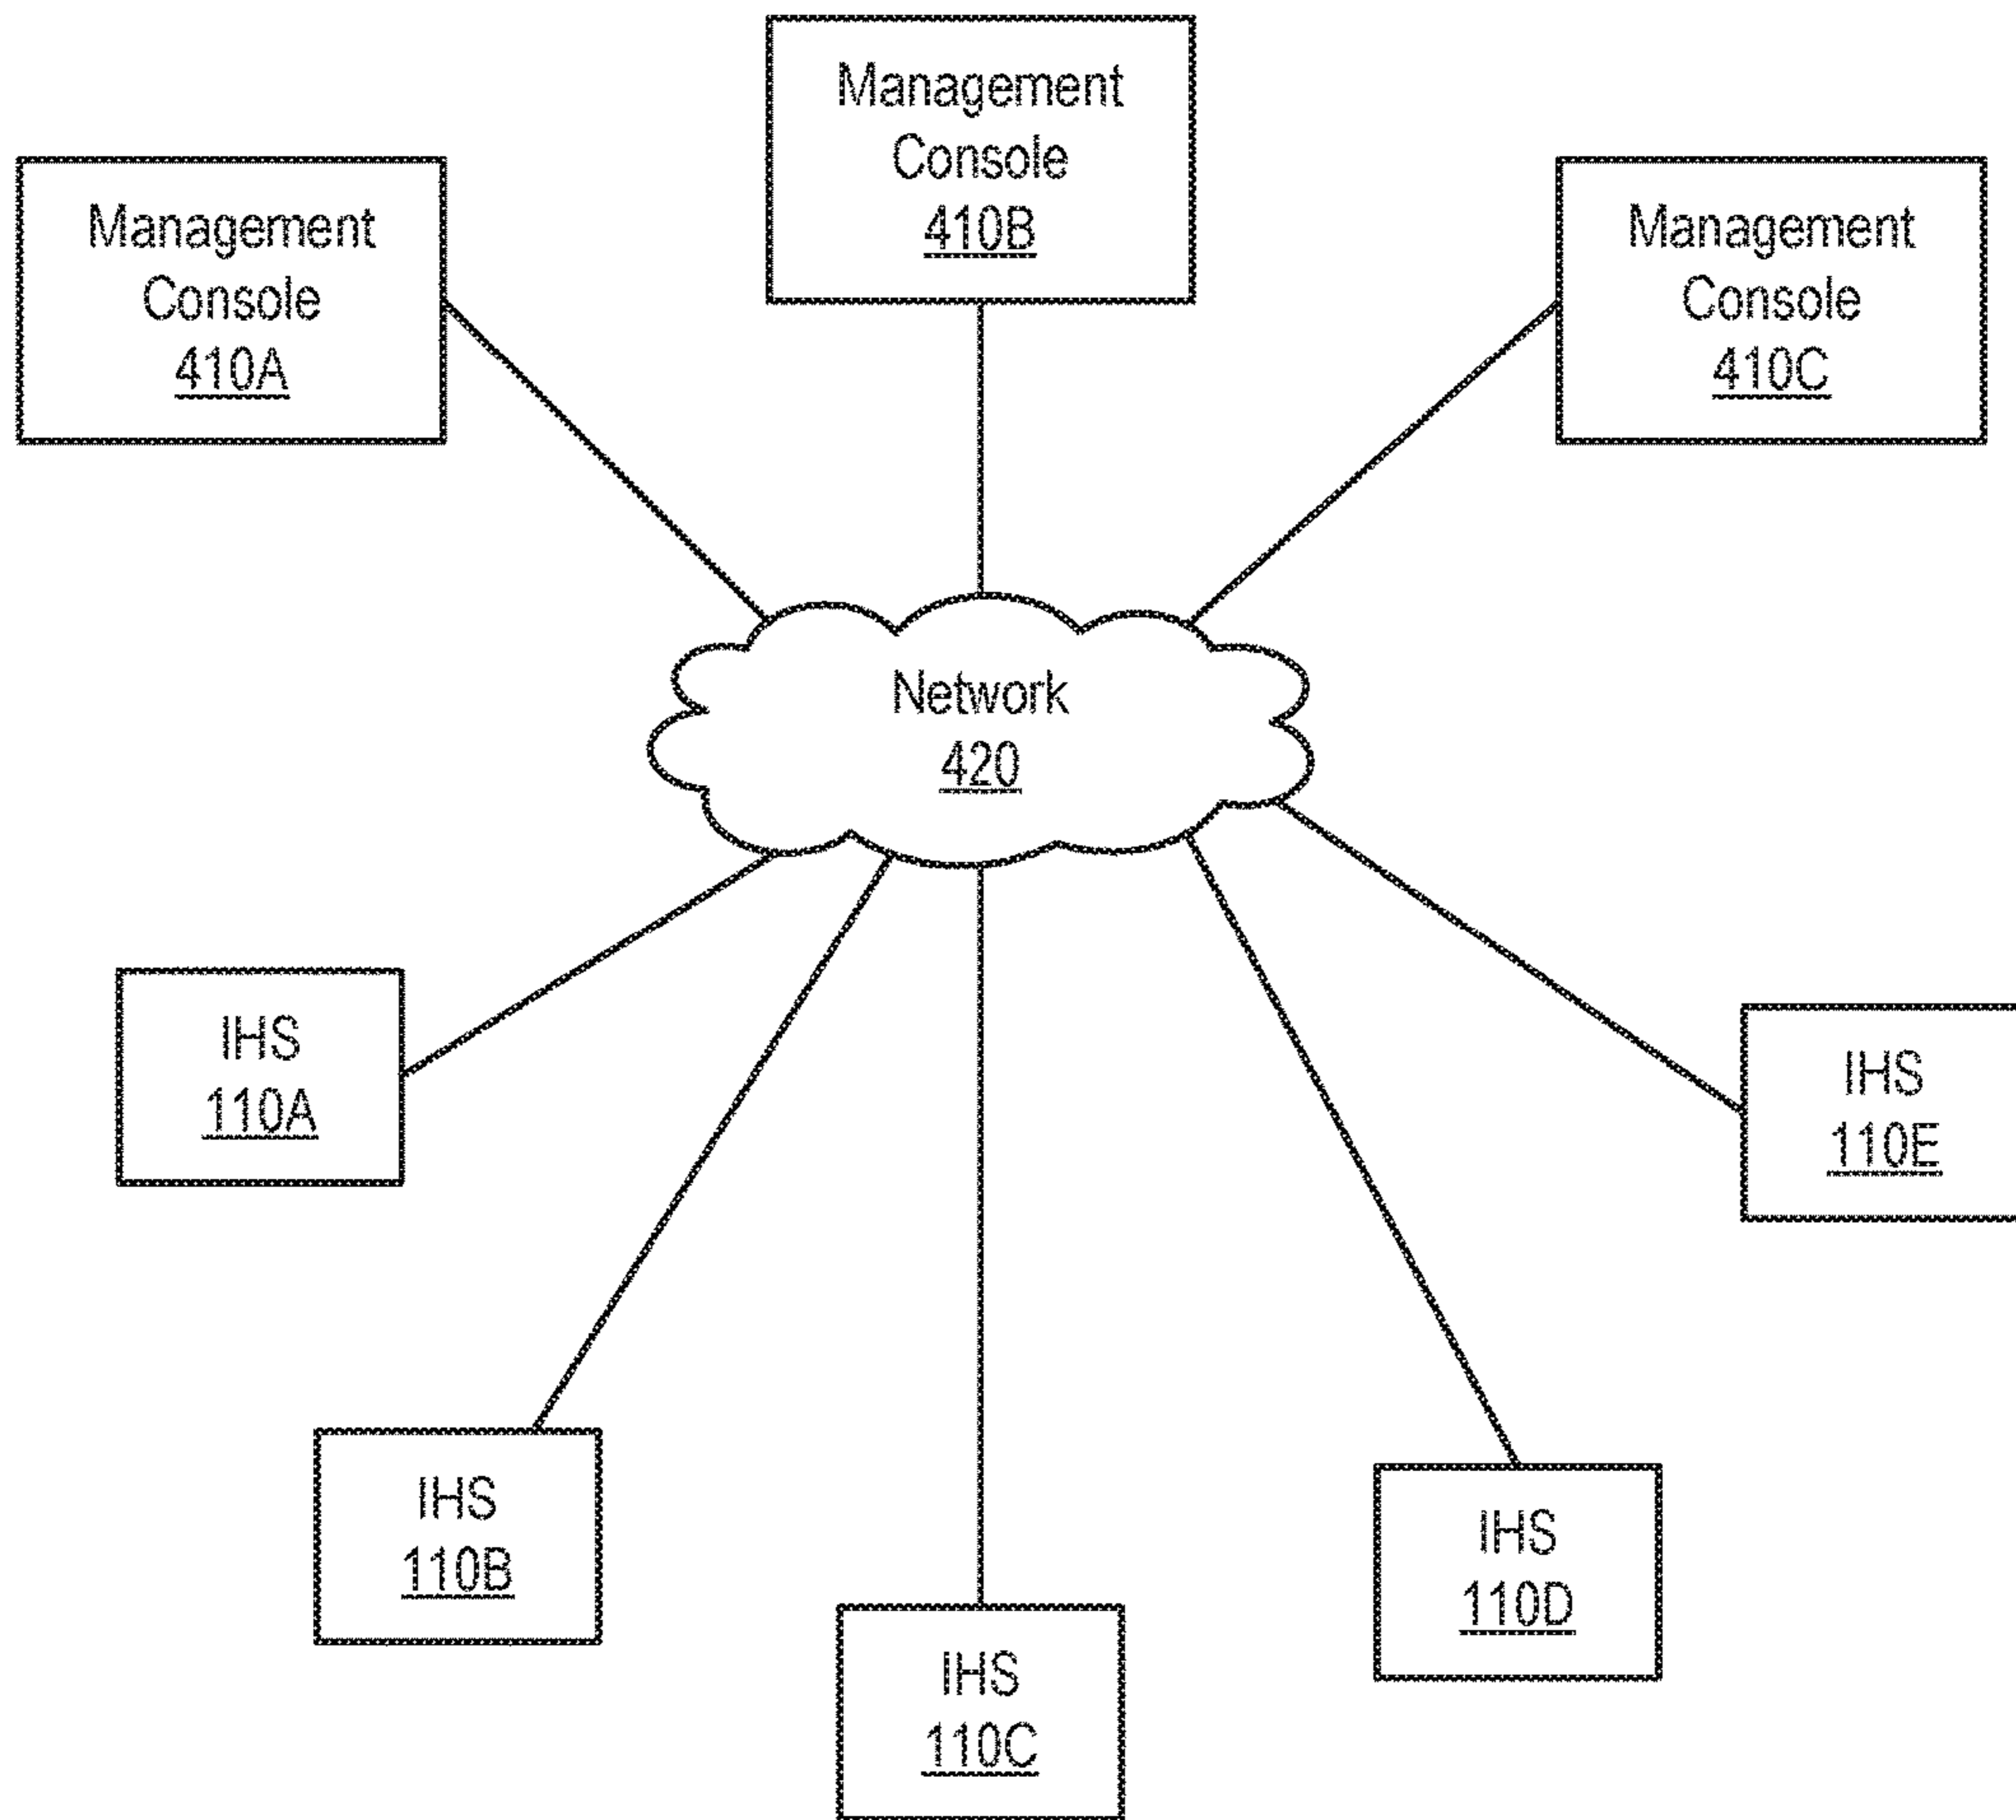 Management
Console
410A
Management
Console
410B
Management
Console
410C
Network
420
IHS
110A
IHS
110B
IHS
110C
IHS
110D
IHS
110E